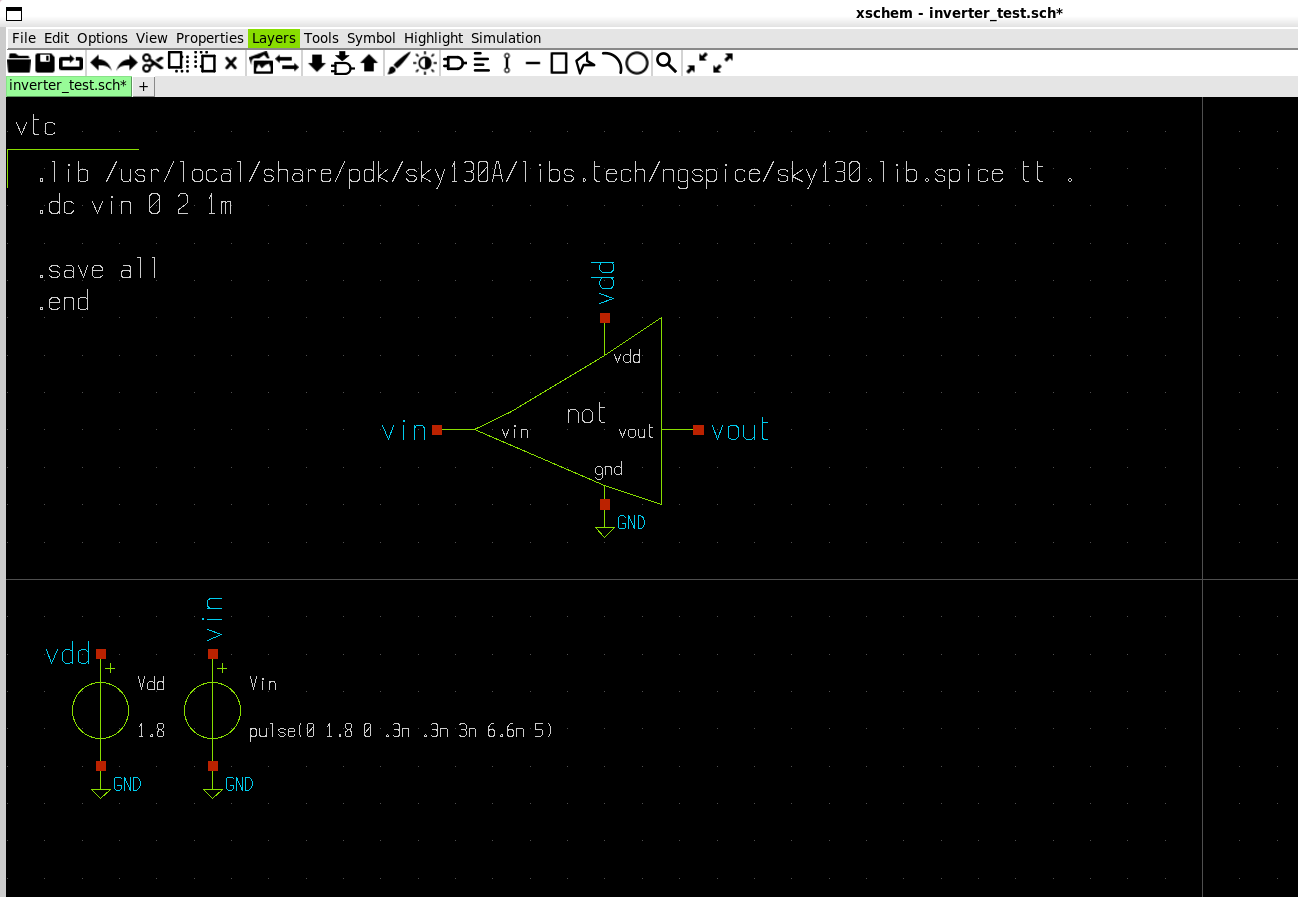 xschem - inverter_test.sch*
File Edit Options View Properties Layers Tools Symbol Highlight Simulation
inverter_test.sch* +
vtc
.lib /usr/local/share/pdk/sky130A/libs.tech/ngspice/sky130.lib.spice tt .
.dc vin 0 2 1m
.save all
.end
vdd
vdd
not
vin
vin
vout
vout
gnd
GND
vin
vdd
+
+
Vdd
Vin
1.8
pulse(0 1.8 0 .3n .3n 3n 6.6n 5)
GND
GND